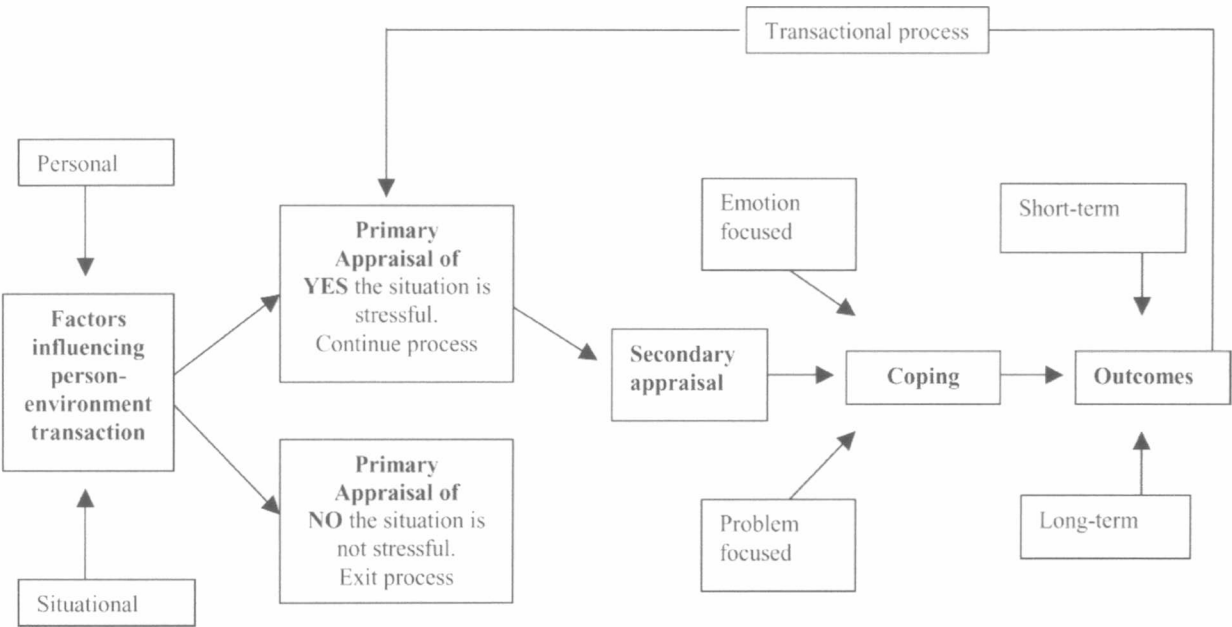 Transactional process
Personal
Primary
Appraisal of
YES the situation is
stressful.
Continue process
Emotion
focused
Short-term
Factors
influencing
person-
environment
transaction
Secondary
appraisal
Coping
Outcomes
Primary
Appraisal of
NO the situation is
not stressful.
Exit process
Problem
focused
Long-term
Situational